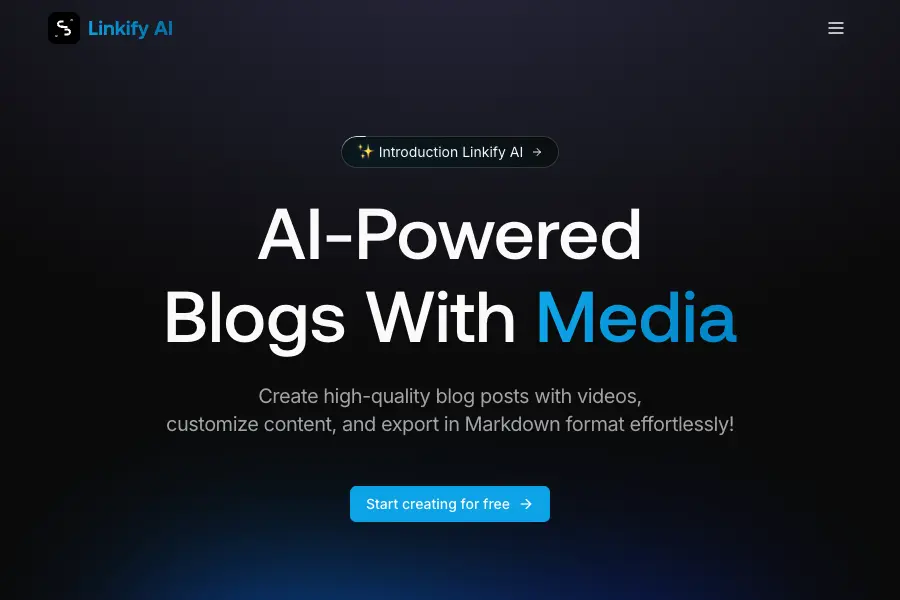 Linkify AI
✨ Introduction Linkify AI →
AI-Powered
Blogs With Media
Create high-quality blog posts with videos,
customize content, and export in Markdown format effortlessly!
Start creating for free →